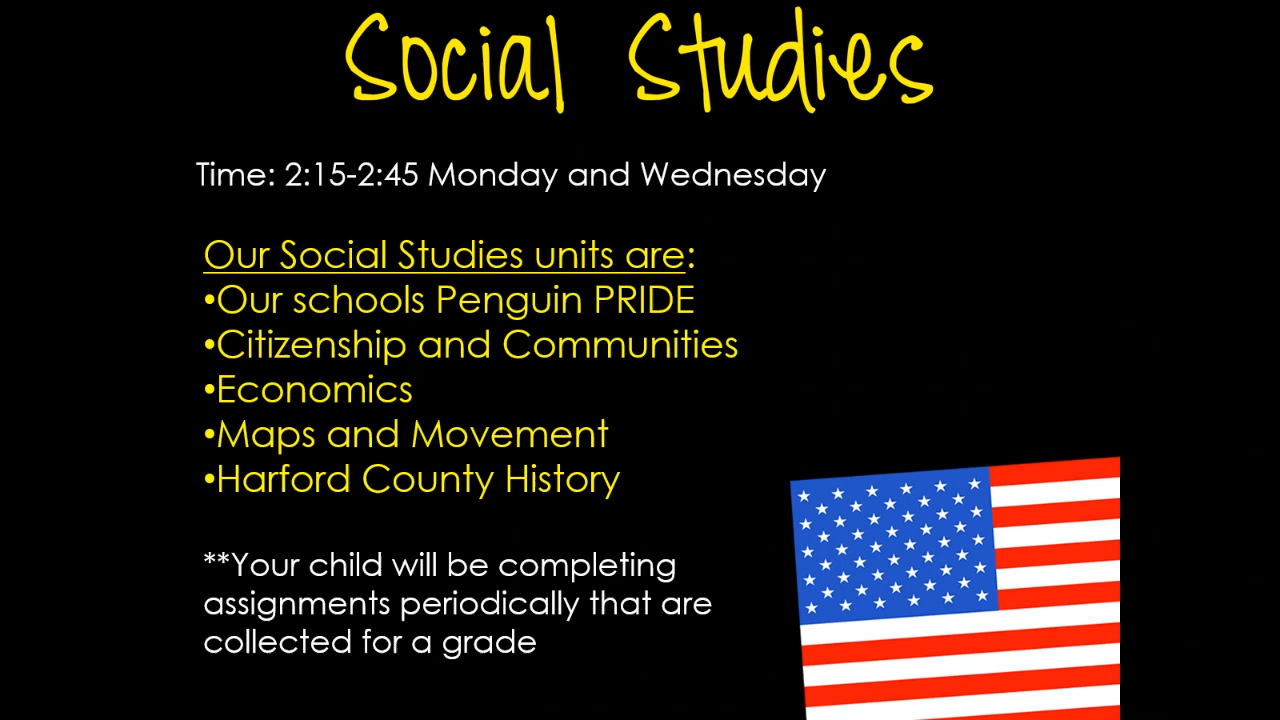 Social Studies
Time: 2:15-2:45 Monday and Wednesday
Our Social Studies units are:
•Our schools Penguin PRIDE
•Citizenship and Communities
•Economics
•Maps and Movement
•Harford County History
**Your child will be completing
assignments periodically that are
collected for a grade